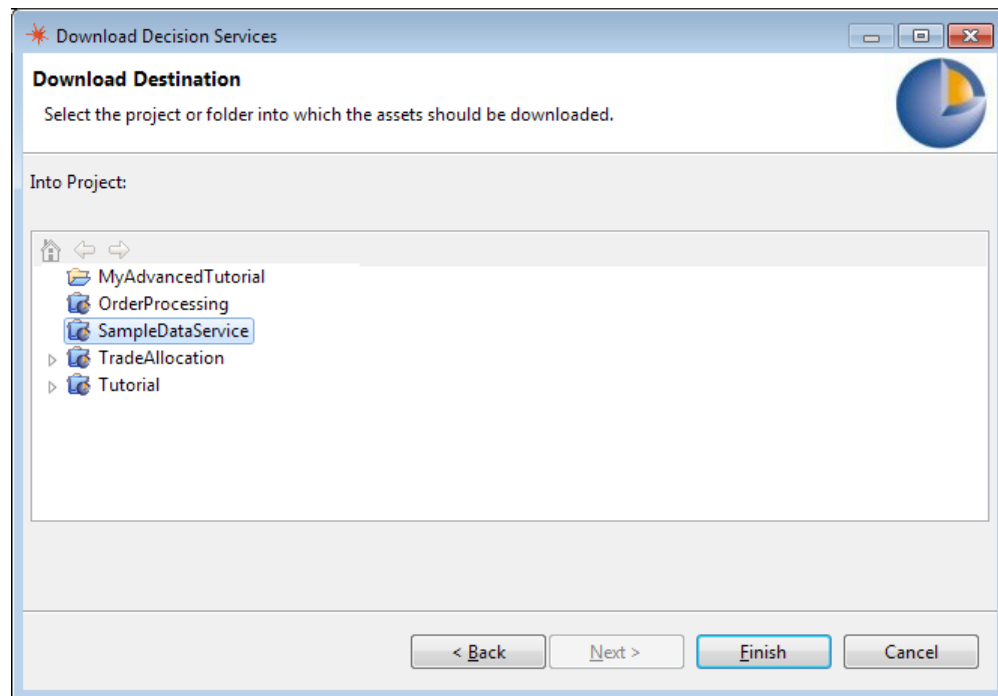 Download Decision Services
Download Destination
Select the project or folder into which the assets should be downloaded.
Into Project:
MyAdvancedTutorial
OrderProcessing
SampleDataService
TradeAllocation
Tutorial
< Back Next > Finish Cancel